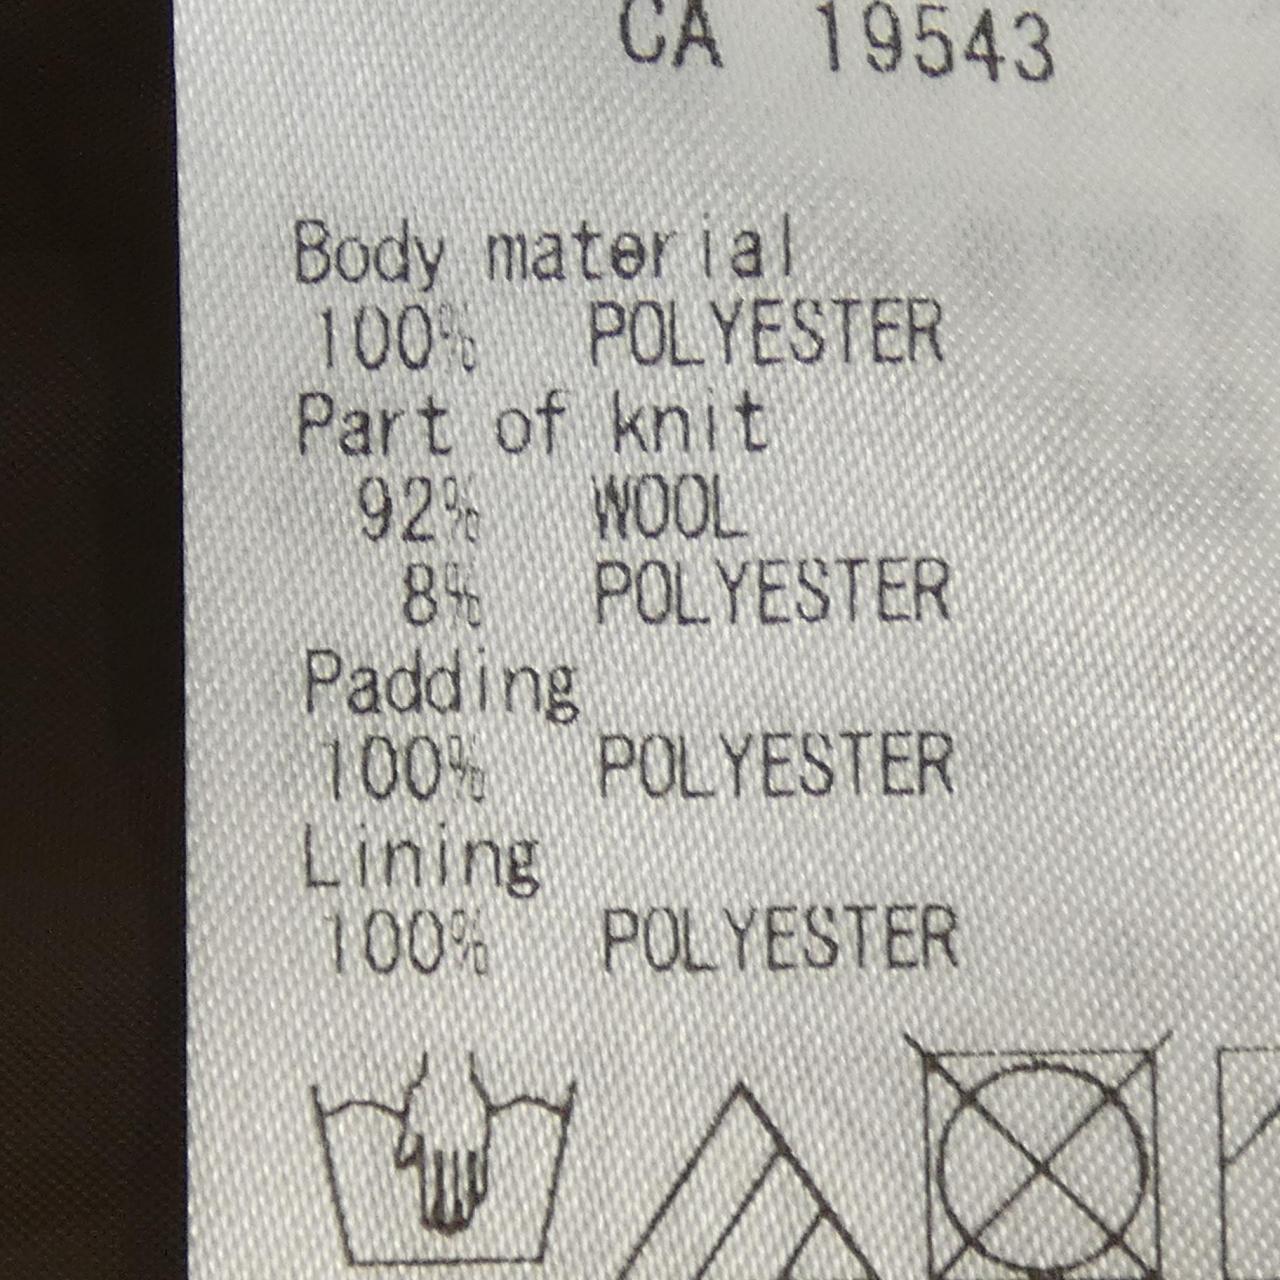 CA 19543
Body material
100% POLYESTER
Part of knit
92% WOOL
8% POLYESTER
Padding
100% POLYESTER
Lining
100% POLYESTER